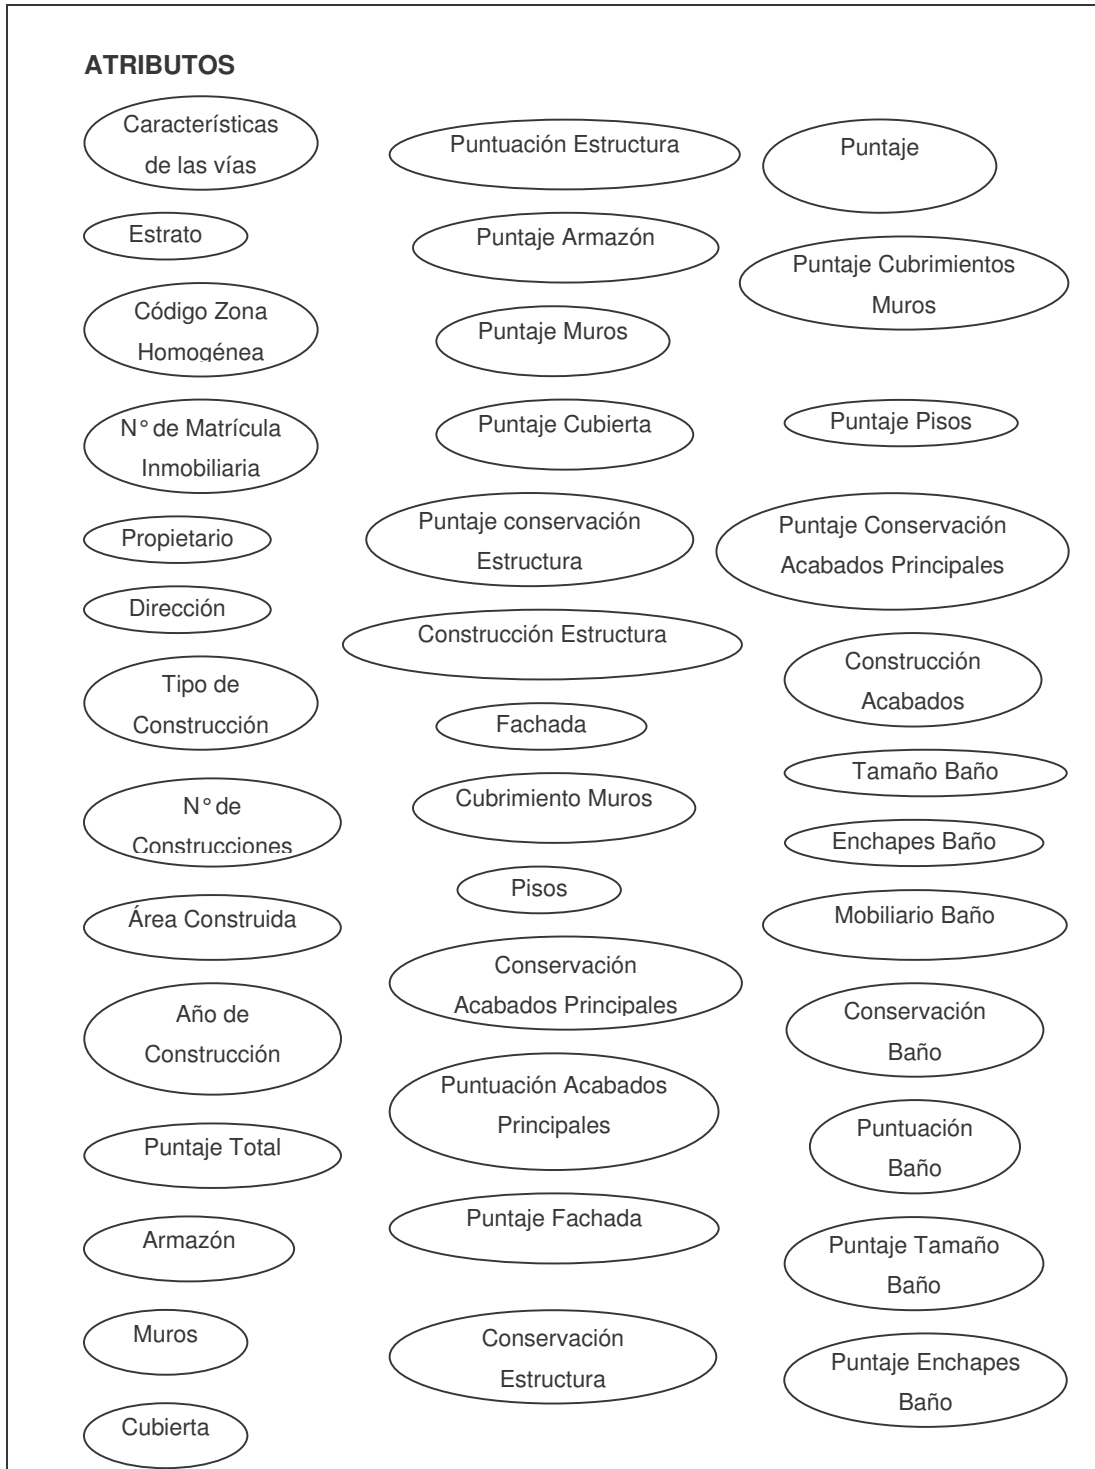 ATRIBUTOS
Características
de las vías
Estrato
Código Zona
Homogénea
N° de Matrícula
Inmobiliaria
Propietario
Dirección
Tipo de
Construcción
N° de
Construcciones
Área Construida
Año de
Construcción
Puntaje Total
Armazón
Muros
Cubierta
Puntuación Estructura
Puntaje Armazón
Puntaje Muros
Puntaje Cubierta
Puntaje conservación
Estructura
Construcción Estructura
Fachada
Cubrimiento Muros
Pisos
Conservación
Acabados Principales
Puntuación Acabados
Principales
Puntaje Fachada
Conservación
Estructura
Puntaje
Puntaje Cubrimientos
Muros
Puntaje Pisos
Puntaje Conservación
Acabados Principales
Construcción
Acabados
Tamaño Baño
Enchapes Baño
Mobiliario Baño
Conservación
Baño
Puntuación
Baño
Puntaje Tamaño
Baño
Puntaje Enchapes
Baño